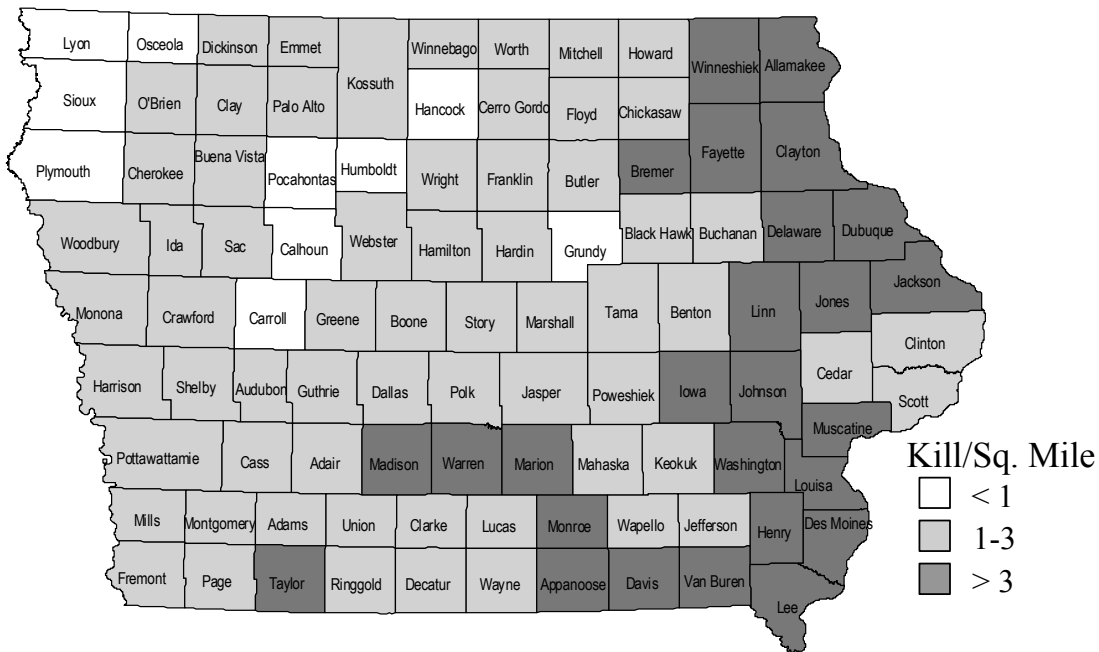 Lyon Osceola Dickinson Emmet Winnebago Worth Mitchell Howard Winneshiek Allamakee
Kossuth
Sioux O'Brien Clay Palo Alto Hancock Cerro Gordo Floyd Chickasaw
Plymouth Cherokee Buena Vista Pocahontas Humboldt Wright Franklin Butler Bremer Fayette Clayton
Woodbury Ida Sac Calhoun Webster Hamilton Hardin Grundy Black Hawk Buchanan Delaware Dubuque
Jackson
Monona Crawford Carroll Greene Boone Story Marshall Tama Benton Linn Jones
Clinton
Harrison Shelby Audubon Guthrie Dallas Polk Jasper Poweshiek Iowa Johnson Cedar
Scott
Muscatine
Pottawattamie Cass Adair Madison Warren Marion Mahaska Keokuk Washington
Louisa
Mills Montgomery Adams Union Clarke Lucas Monroe Wapello Jefferson Henry Des Moines
Fremont Page Taylor Ringgold Decatur Wayne Appanoose Davis Van Buren
Lee
Kill/Sq. Mile
< 1
1-3
> 3